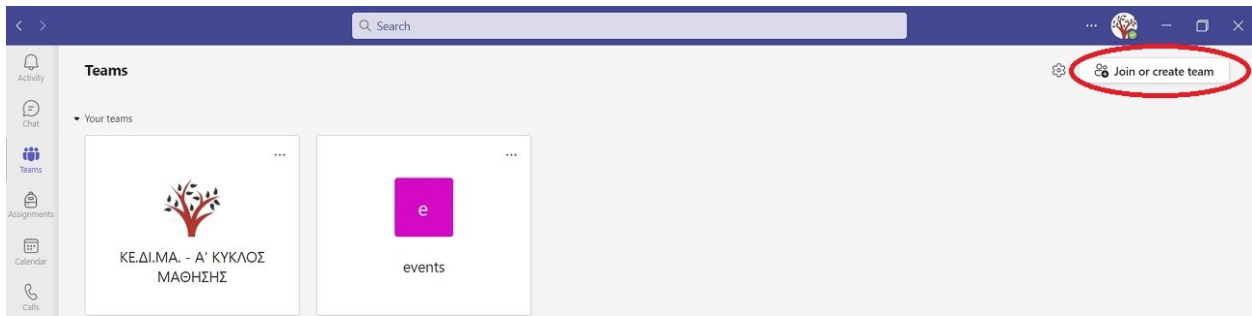 Search
Activity
Teams
Join or create team
Chat
Your teams
Teams
Assignments
Calendar
Calls
ΚΕ.ΔΙ.ΜΑ. - Α' ΚΥΚΛΟΣ
ΜΑΘΗΣΗΣ
e
events